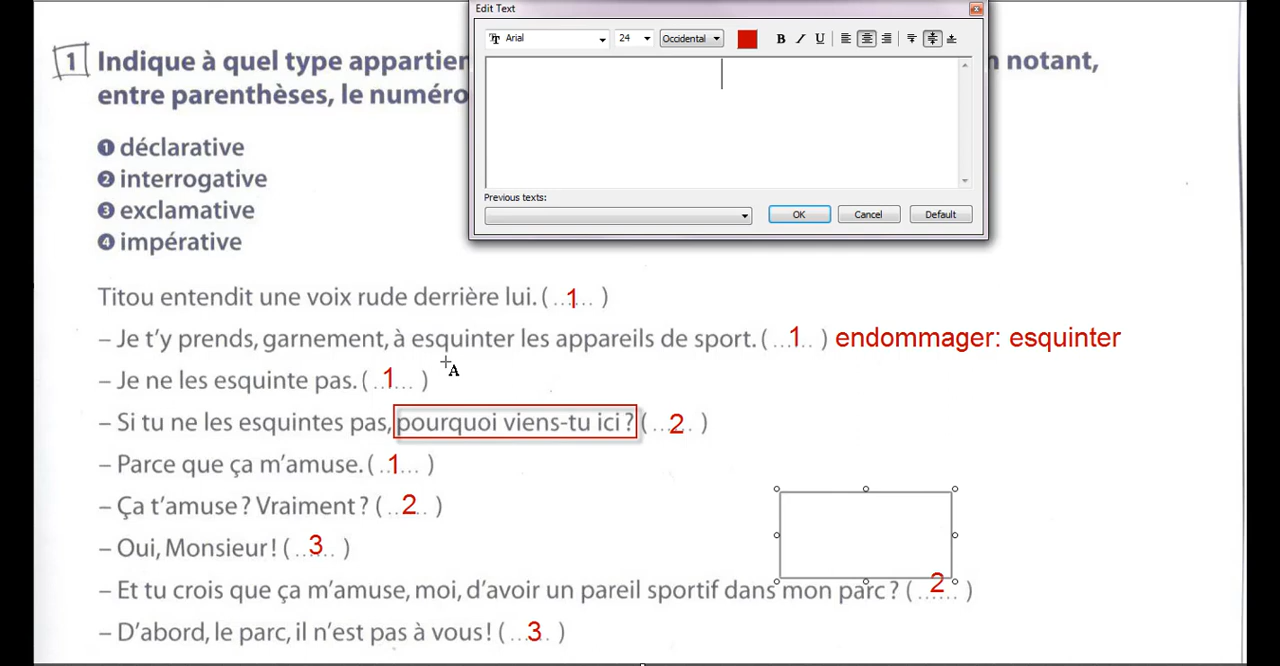 Edit Text
Arial 24 Occidental B I U
Previous texts:
OK Cancel Default
1 Indique à quel type appartien n notant,
entre parenthèses, le numéro
1 déclarative
2 interrogative
3 exclamative
4 impérative
Titou entendit une voix rude derrière lui. (..1... )
– Je t'y prends, garnement, à esquinter les appareils de sport. (...1.. ) endommager: esquinter
A
– Je ne les esquinte pas. (..1... )
– Si tu ne les esquintes pas, pourquoi viens-tu ici ? (...2.. )
– Parce que ça m'amuse. (..1... )
– Ça t'amuse ? Vraiment ? (...2.. )
– Oui, Monsieur ! (...3.. )
– Et tu crois que ça m'amuse, moi, d'avoir un pareil sportif dans mon parc ? (...2... )
– D'abord, le parc, il n'est pas à vous ! (...3.. )